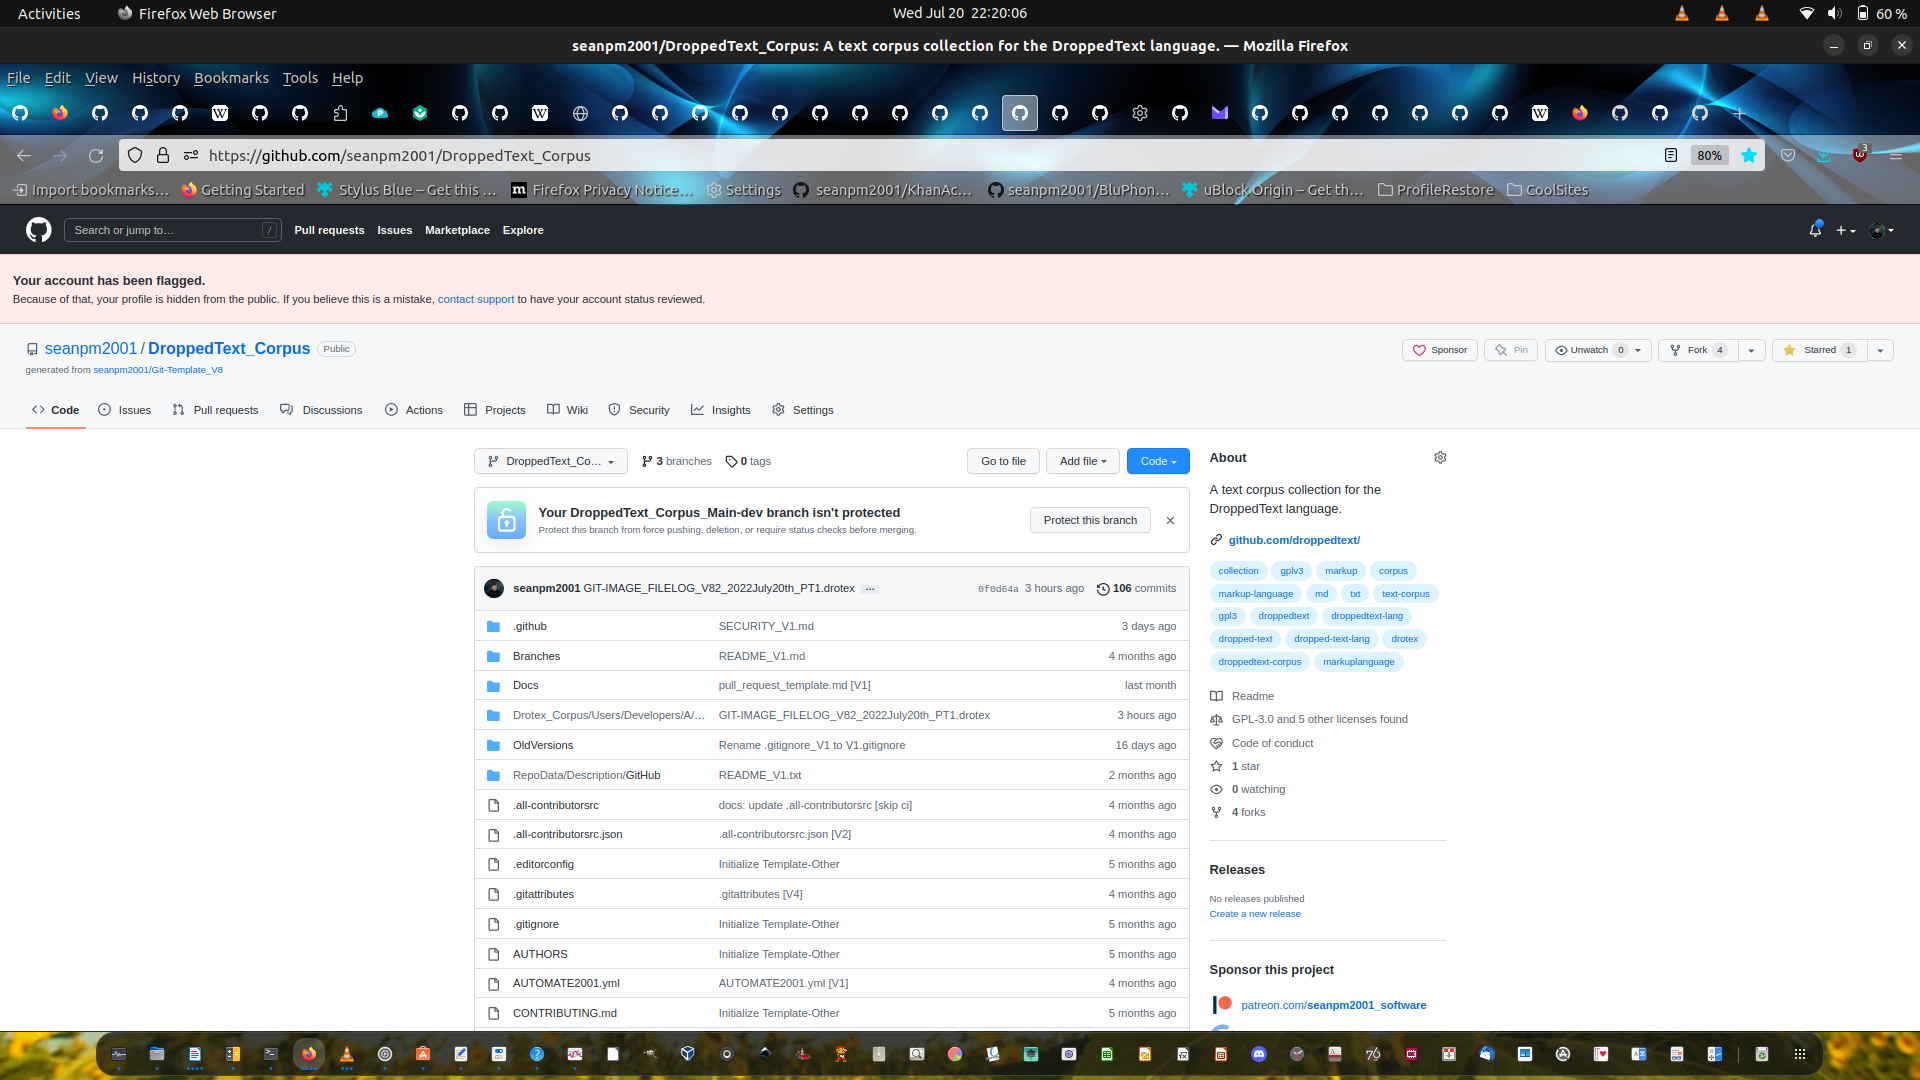 Activities Firefox Web Browser Wed Jul 20 22:20:06 60 %
seanpm2001/DroppedText_Corpus: A text corpus collection for the DroppedText language. — Mozilla Firefox
File Edit View History Bookmarks Tools Help
https://github.com/seanpm2001/DroppedText_Corpus 80% 3
Import bookmarks… Getting Started Stylus Blue – Get this … Firefox Privacy Notice… Settings seanpm2001/KhanAc… seanpm2001/BluPhon… uBlock Origin – Get th… ProfileRestore CoolSites
Search or jump to… / Pull requests Issues Marketplace Explore
Your account has been flagged.
Because of that, your profile is hidden from the public. If you believe this is a mistake, contact support to have your account status reviewed.
seanpm2001 / DroppedText_Corpus Public
Sponsor Pin Unwatch 0 Fork 4 Starred 1
generated from seanpm2001/Git-Template_V8
Code Issues Pull requests Discussions Actions Projects Wiki Security Insights Settings
DroppedText_Co… 3 branches 0 tags Go to file Add file Code
Your DroppedText_Corpus_Main-dev branch isn't protected
Protect this branch from force pushing, deletion, or require status checks before merging.
Protect this branch
seanpm2001 GIT-IMAGE_FILELOG_V82_2022July20th_PT1.drotex … 0f0d64a 3 hours ago 106 commits
.github SECURITY_V1.md 3 days ago
Branches README_V1.md 4 months ago
Docs pull_request_template.md [V1] last month
Drotex_Corpus/Users/Developers/A/… GIT-IMAGE_FILELOG_V82_2022July20th_PT1.drotex 3 hours ago
OldVersions Rename .gitignore_V1 to V1.gitignore 16 days ago
RepoData/Description/GitHub README_V1.txt 2 months ago
.all-contributorsrc docs: update .all-contributorsrc [skip ci] 4 months ago
.all-contributorsrc.json .all-contributorsrc.json [V2] 4 months ago
.editorconfig Initialize Template-Other 5 months ago
.gitattributes .gitattributes [V4] 4 months ago
.gitignore Initialize Template-Other 5 months ago
AUTHORS Initialize Template-Other 5 months ago
AUTOMATE2001.yml AUTOMATE2001.yml [V1] 4 months ago
CONTRIBUTING.md Initialize Template-Other 5 months ago
About
A text corpus collection for the
DroppedText language.
github.com/droppedtext/
collection gplv3 markup corpus
markup-language md txt text-corpus
gpl3 droppedtext droppedtext-lang
dropped-text dropped-text-lang drotex
droppedtext-corpus markuplanguage
Readme
GPL-3.0 and 5 other licenses found
Code of conduct
1 star
0 watching
4 forks
Releases
No releases published
Create a new release
Sponsor this project
patreon.com/seanpm2001_software